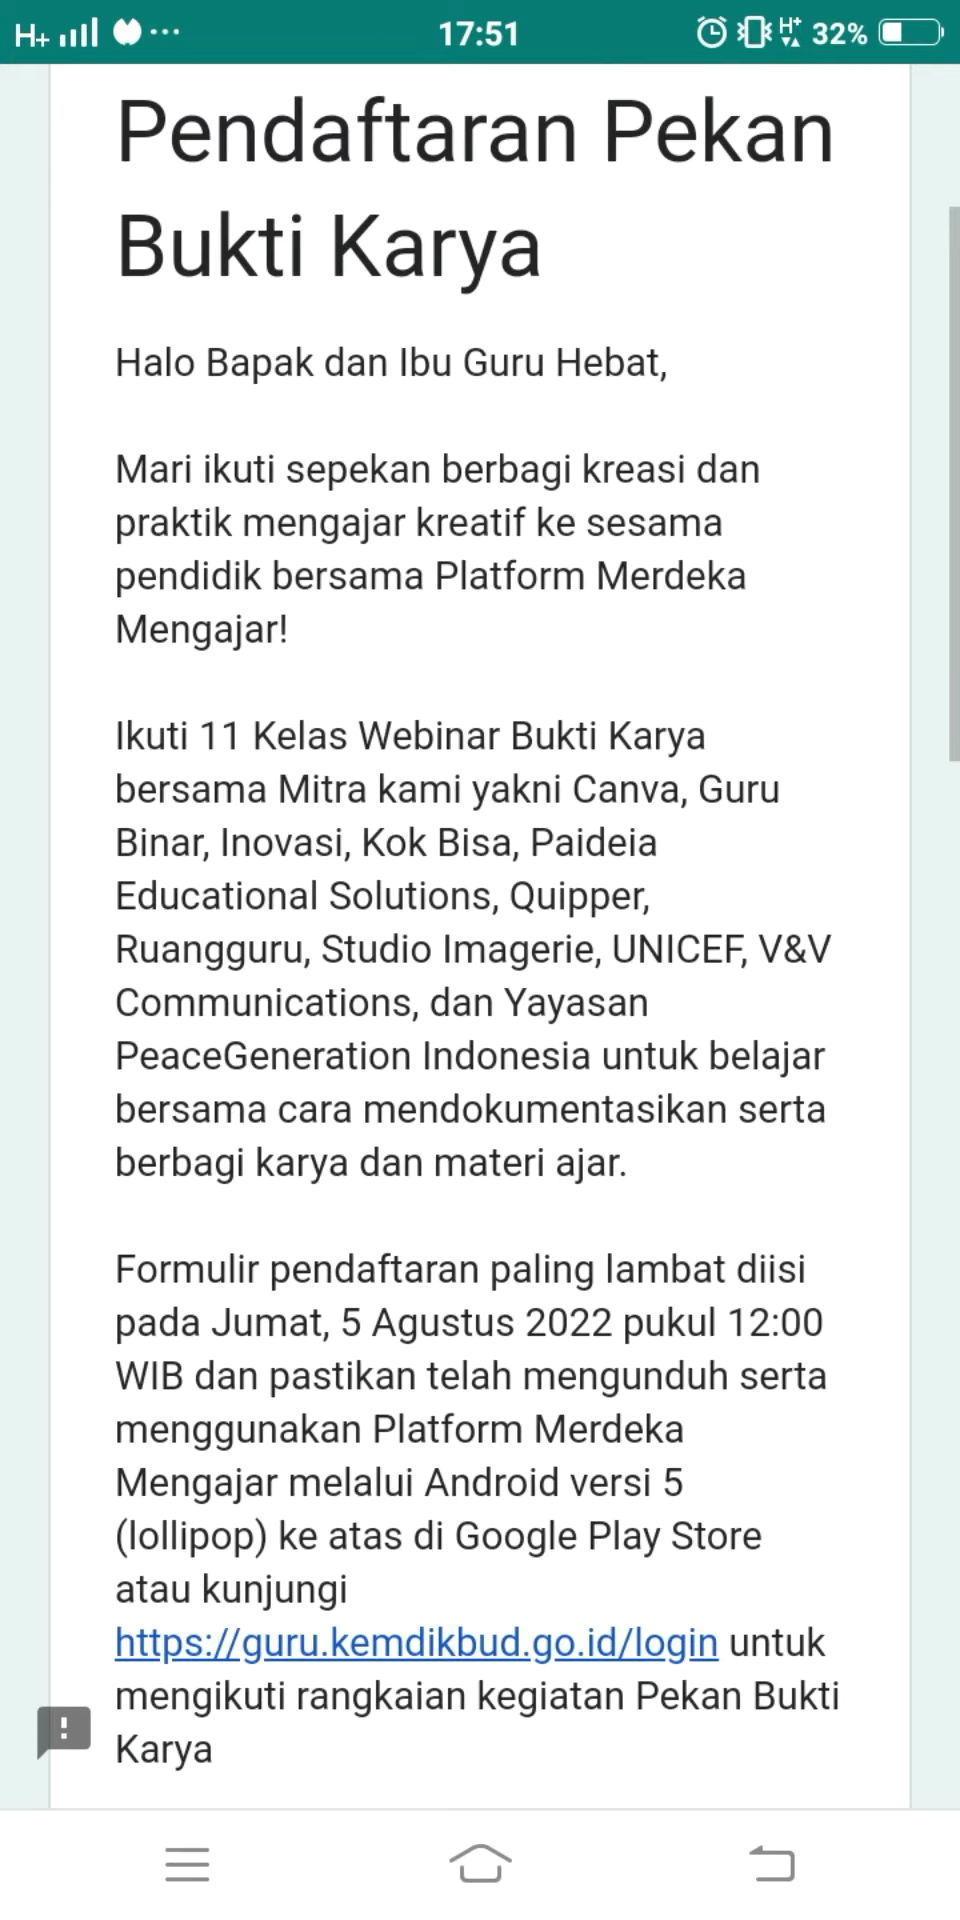 H+ ... 17:51 H+ 32%
Pendaftaran Pekan
Bukti Karya
Halo Bapak dan Ibu Guru Hebat,
Mari ikuti sepekan berbagi kreasi dan
praktik mengajar kreatif ke sesama
pendidik bersama Platform Merdeka
Mengajar!
Ikuti 11 Kelas Webinar Bukti Karya
bersama Mitra kami yakni Canva, Guru
Binar, Inovasi, Kok Bisa, Paideia
Educational Solutions, Quipper,
Ruangguru, Studio Imagerie, UNICEF, V&V
Communications, dan Yayasan
PeaceGeneration Indonesia untuk belajar
bersama cara mendokumentasikan serta
berbagi karya dan materi ajar.
Formulir pendaftaran paling lambat diisi
pada Jumat, 5 Agustus 2022 pukul 12:00
WIB dan pastikan telah mengunduh serta
menggunakan Platform Merdeka
Mengajar melalui Android versi 5
(lollipop) ke atas di Google Play Store
atau kunjungi
https://guru.kemdikbud.go.id/login untuk
mengikuti rangkaian kegiatan Pekan Bukti
Karya